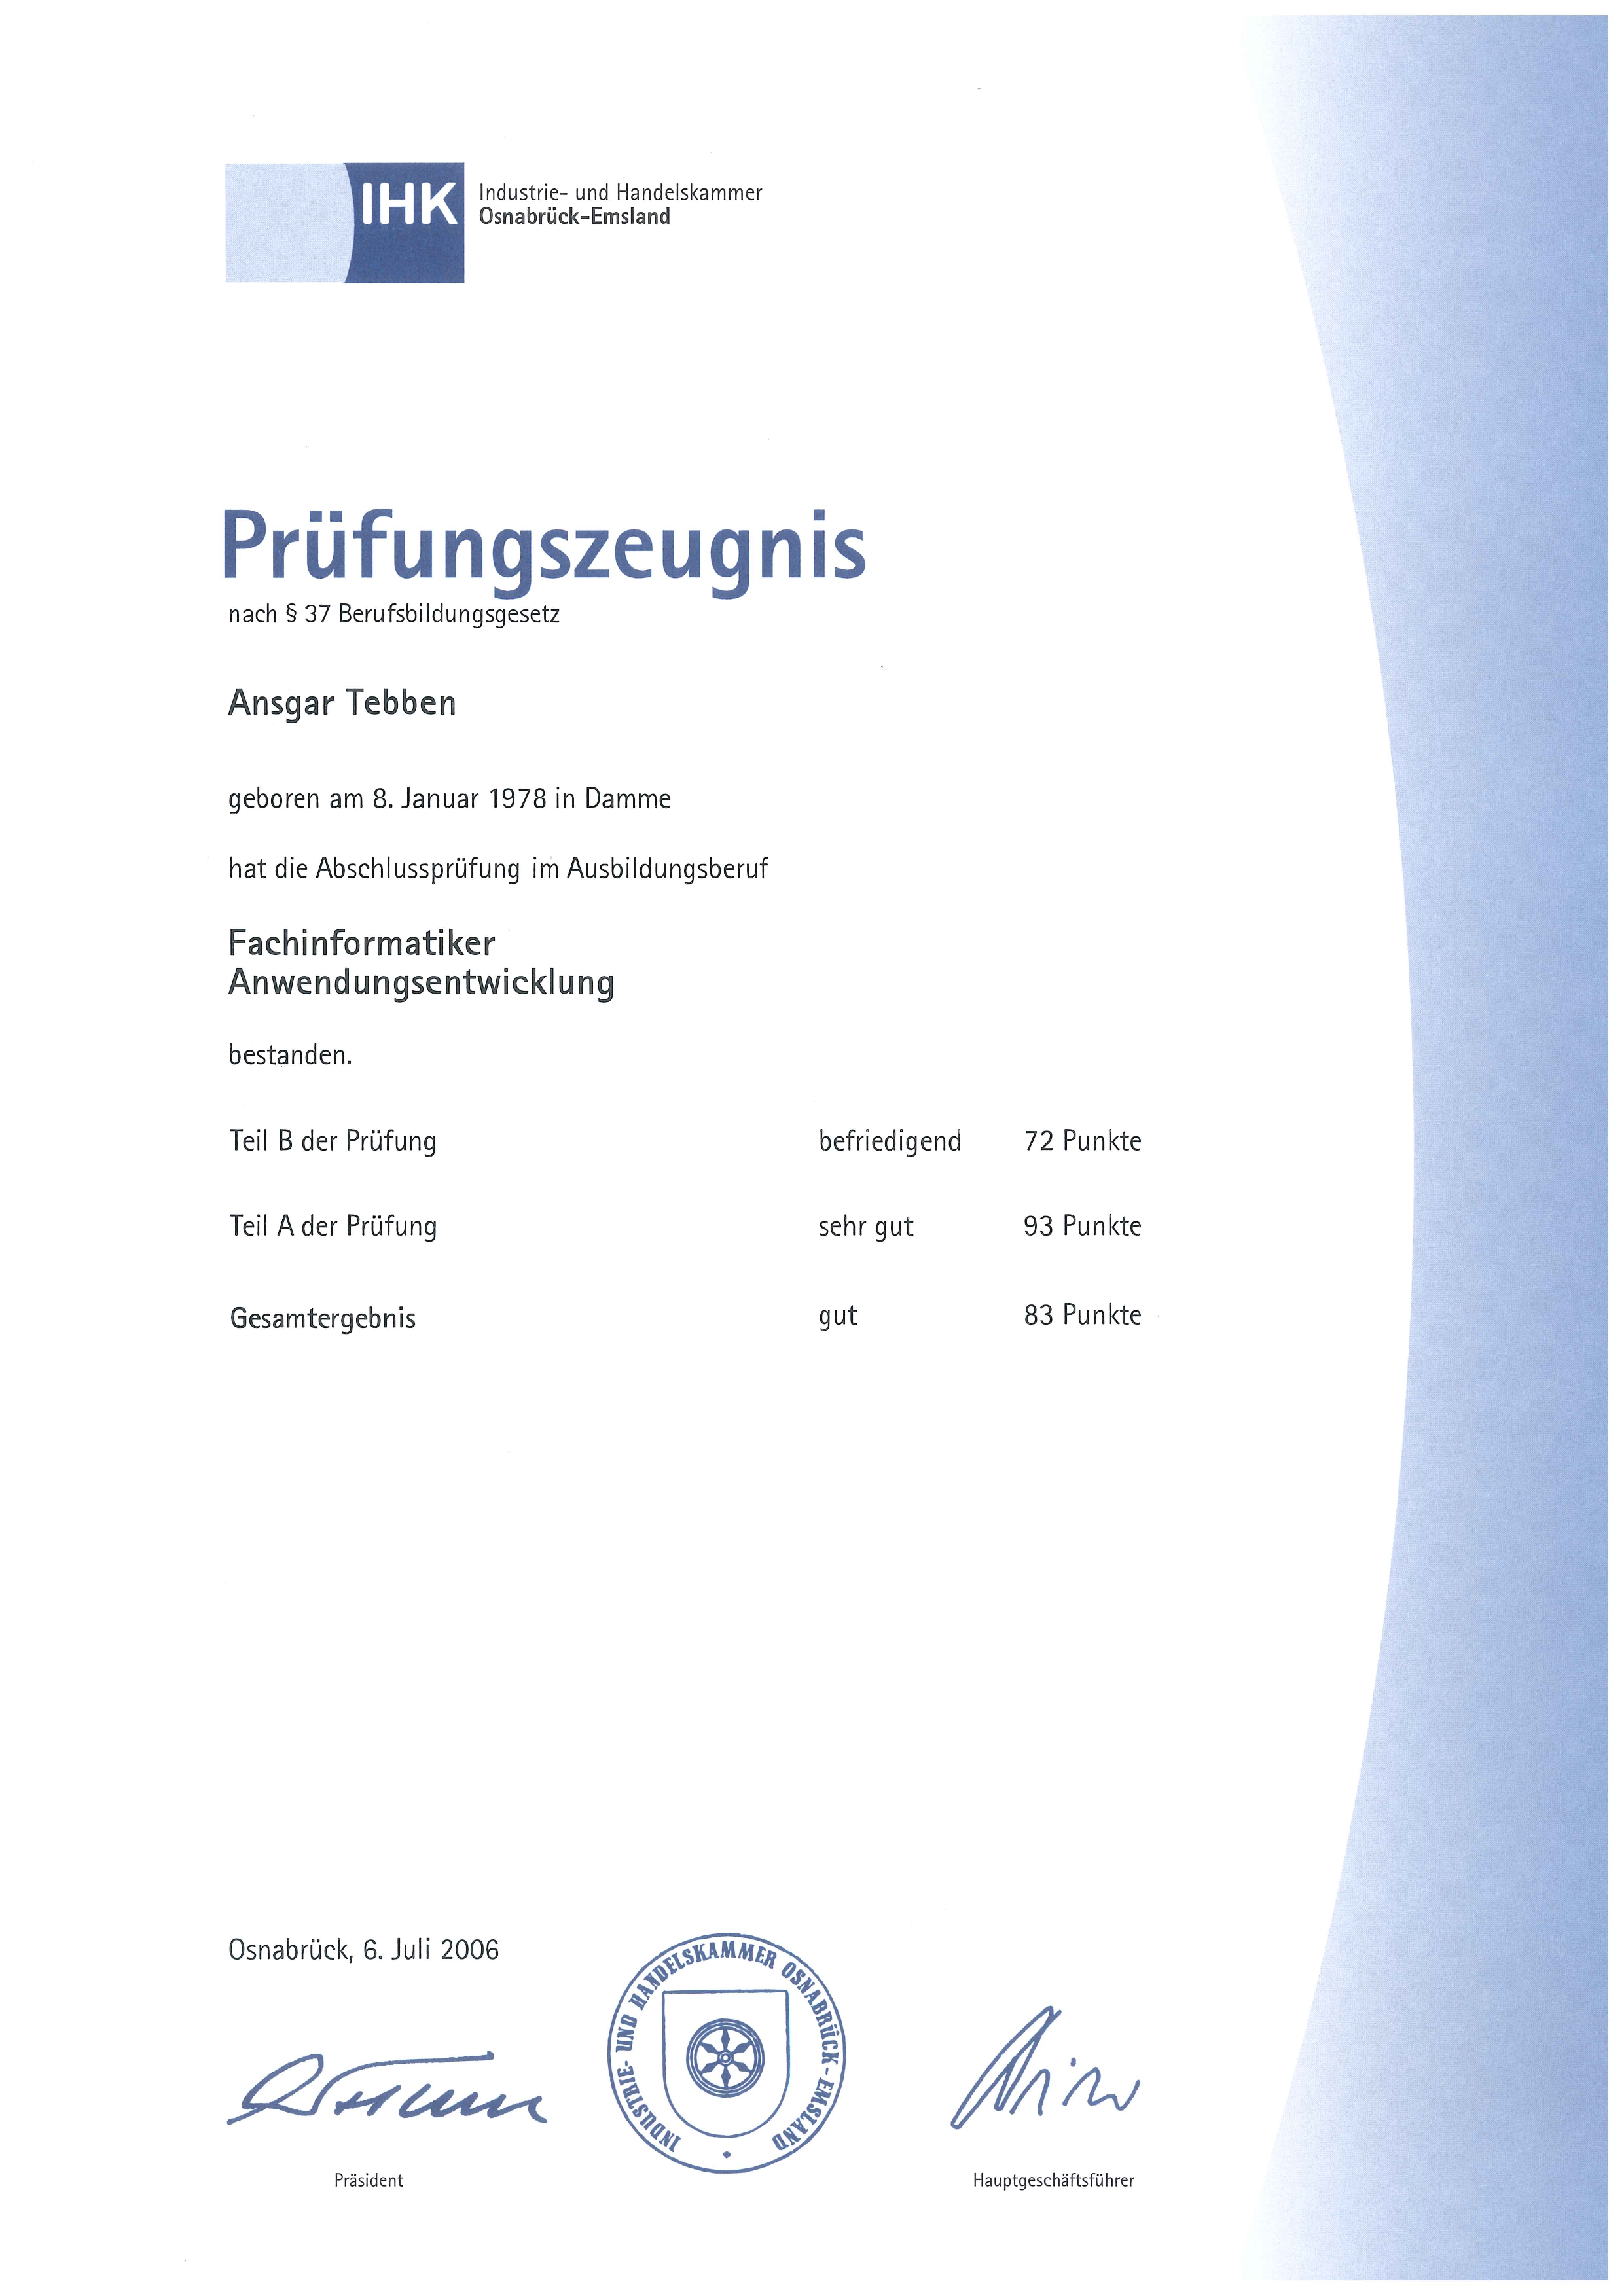 IHK
Industrie- und Handelskammer
Osnabrück-Emsland
Prüfungszeugnis
nach § 37 Berufsbildungsgesetz
Ansgar Tebben
geboren am 8. Januar 1978 in Damme
hat die Abschlussprüfung im Ausbildungsberuf
Fachinformatiker
Anwendungsentwicklung
bestanden.
Teil B der Prüfung befriedigend 72 Punkte
Teil A der Prüfung sehr gut 93 Punkte
Gesamtergebnis gut 83 Punkte
Osnabrück, 6. Juli 2006
INDUSTRIE- UND HANDELSKAMMER OSNABRÜCK - EMSLAND
Präsident Hauptgeschäftsführer